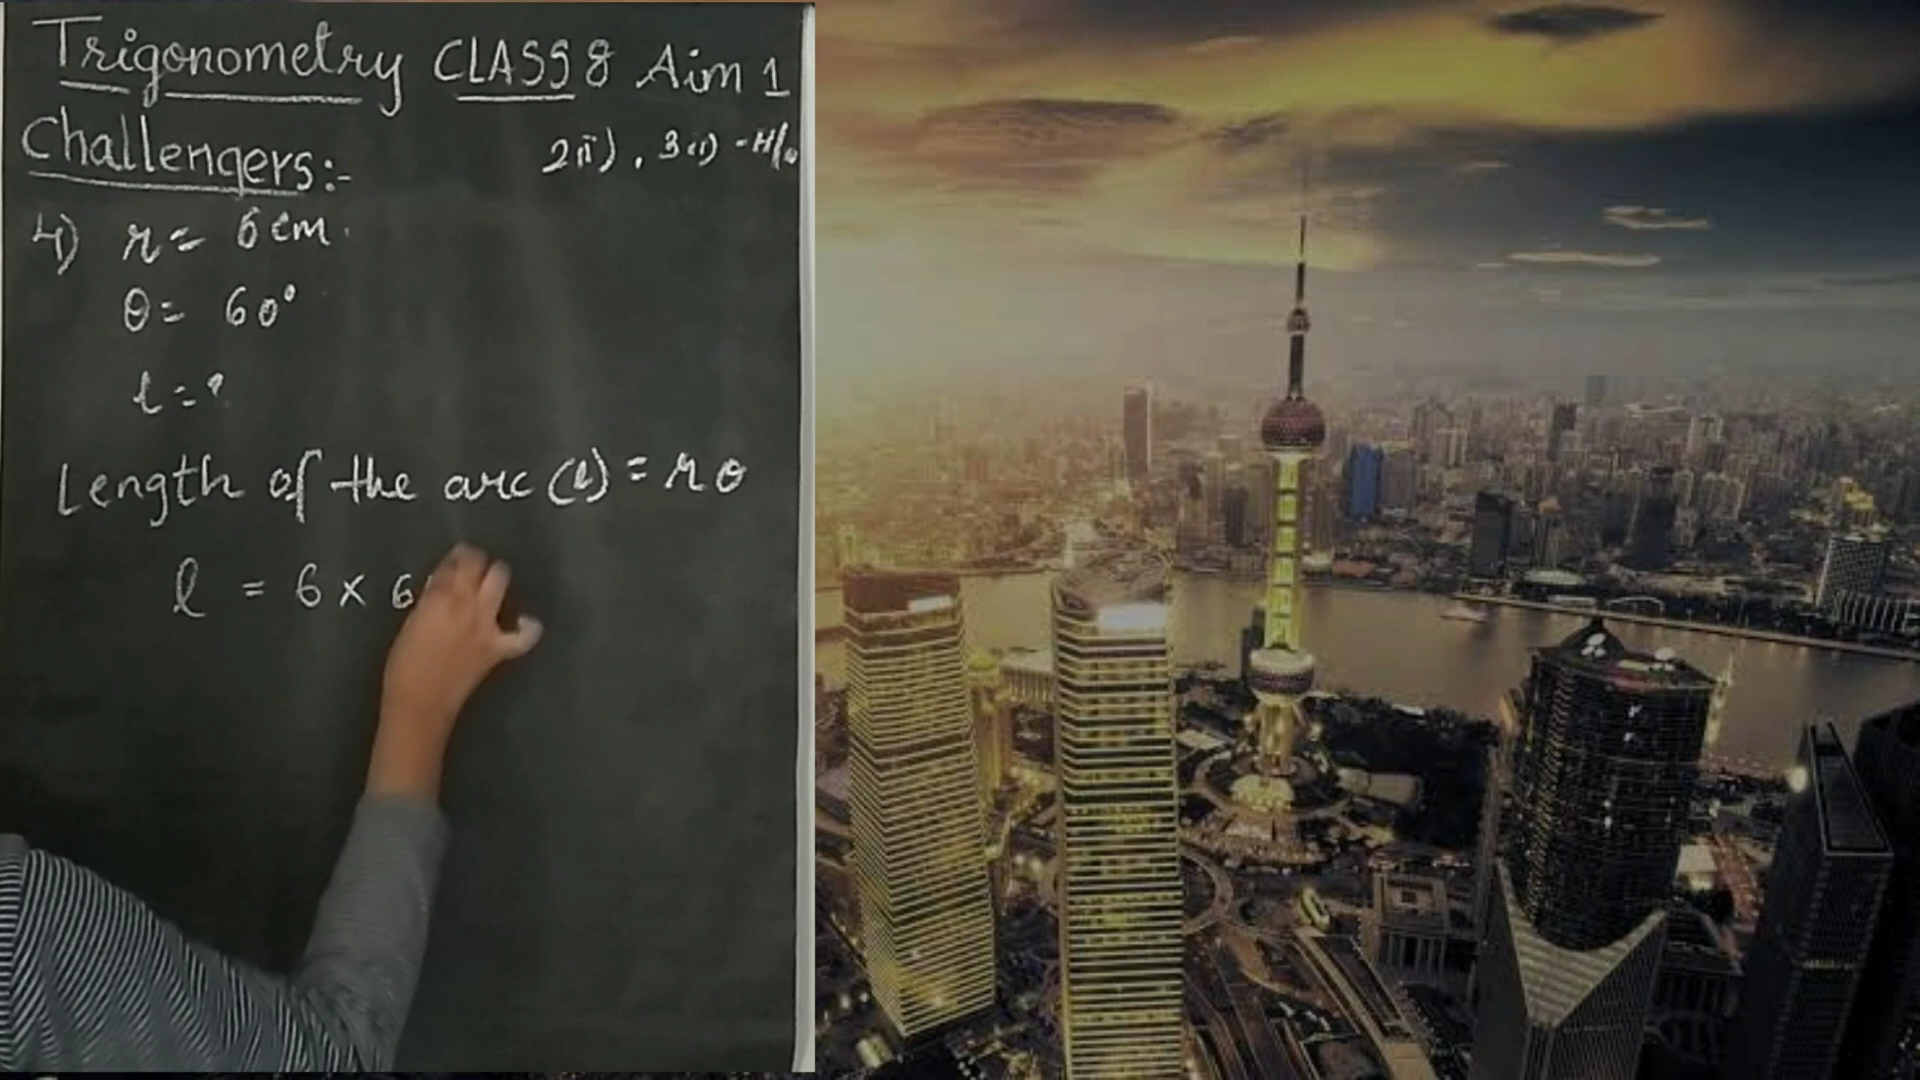 Trigonometry CLASS 8 Aim 1
Challengers:-
2ii), 3 - H/
4) r = 6 cm.
θ = 60°
l = ?
Length of the arc (l) = rθ
l = 6 × 6